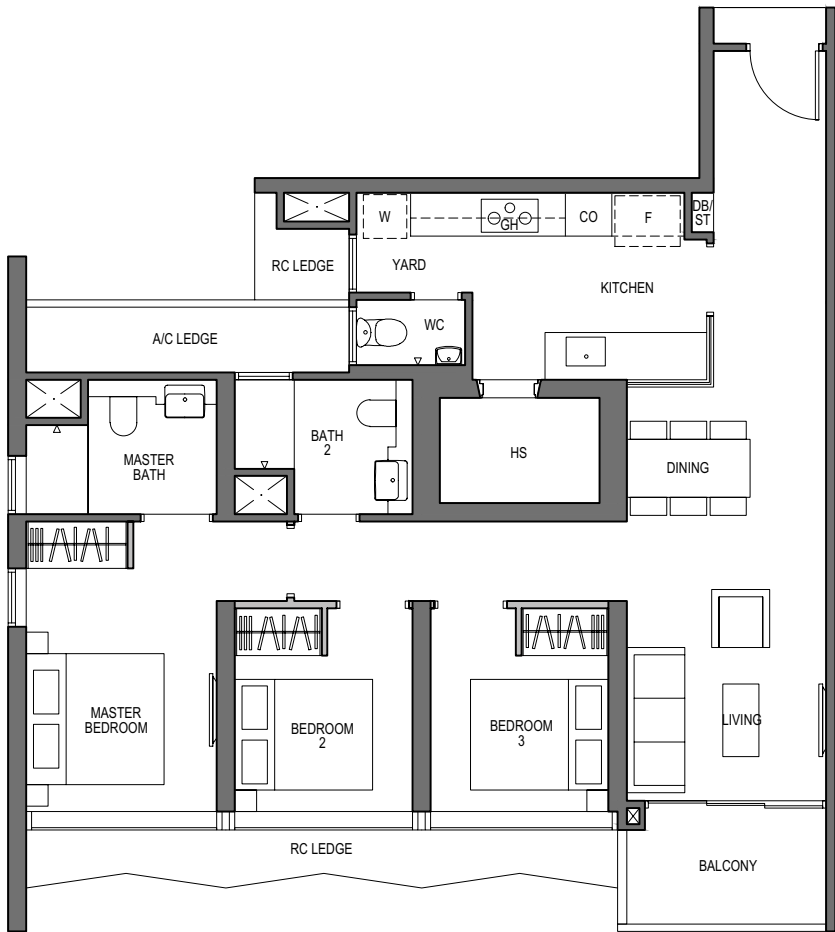 W
GH
CO
F
DB/
ST
RC LEDGE
YARD
KITCHEN
A/C LEDGE
WC
MASTER
BATH
BATH
2
HS
DINING
MASTER
BEDROOM
BEDROOM
2
BEDROOM
3
LIVING
RC LEDGE
BALCONY